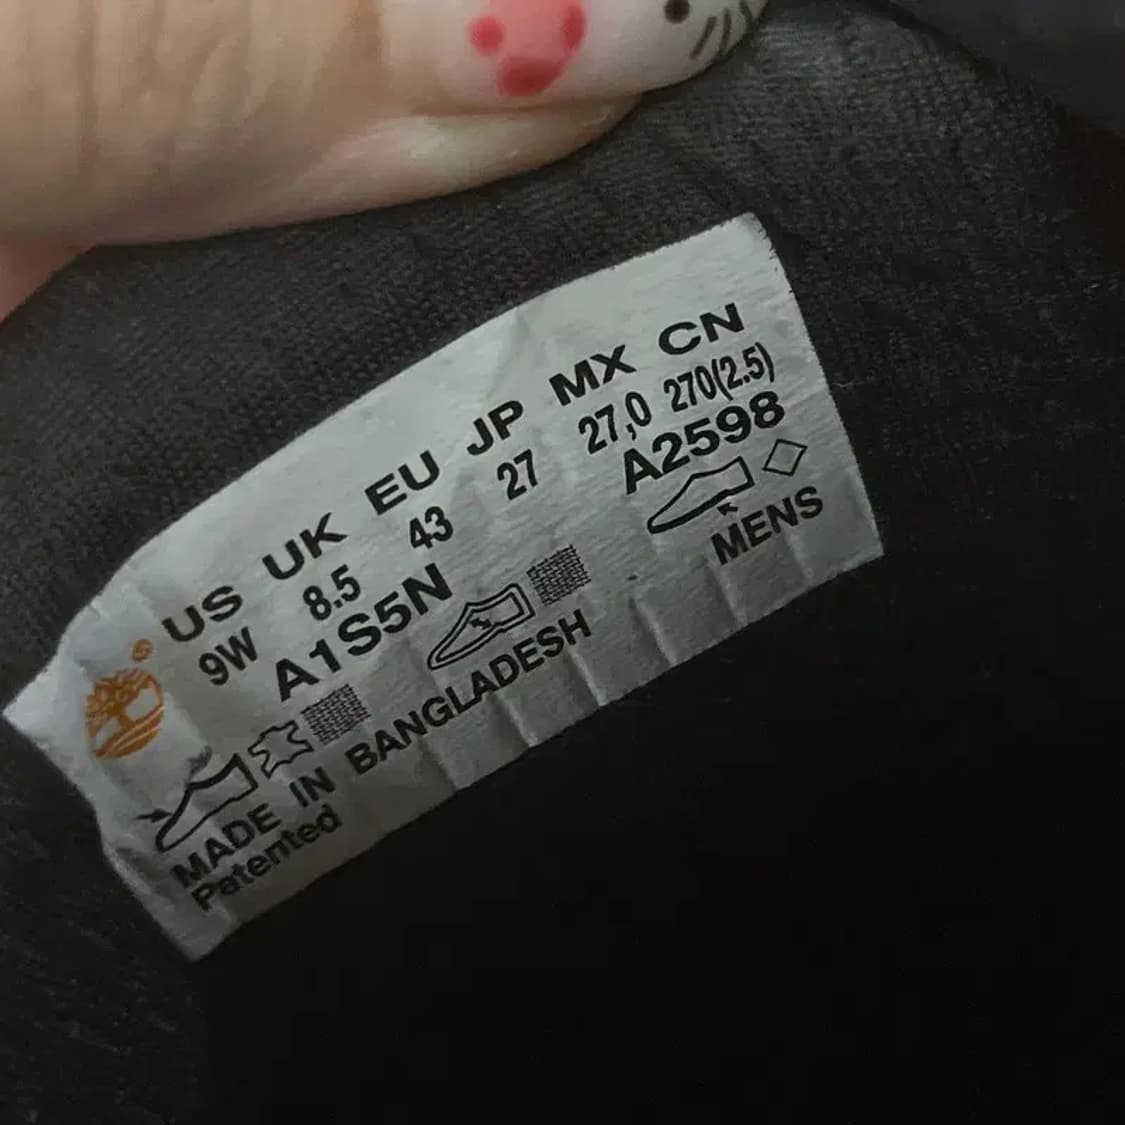 US UK EU JP MX CN
9W 8.5 43 27 27,0 270(2.5)
A1S5N A2598
MADE IN BANGLADESH MENS
Patented